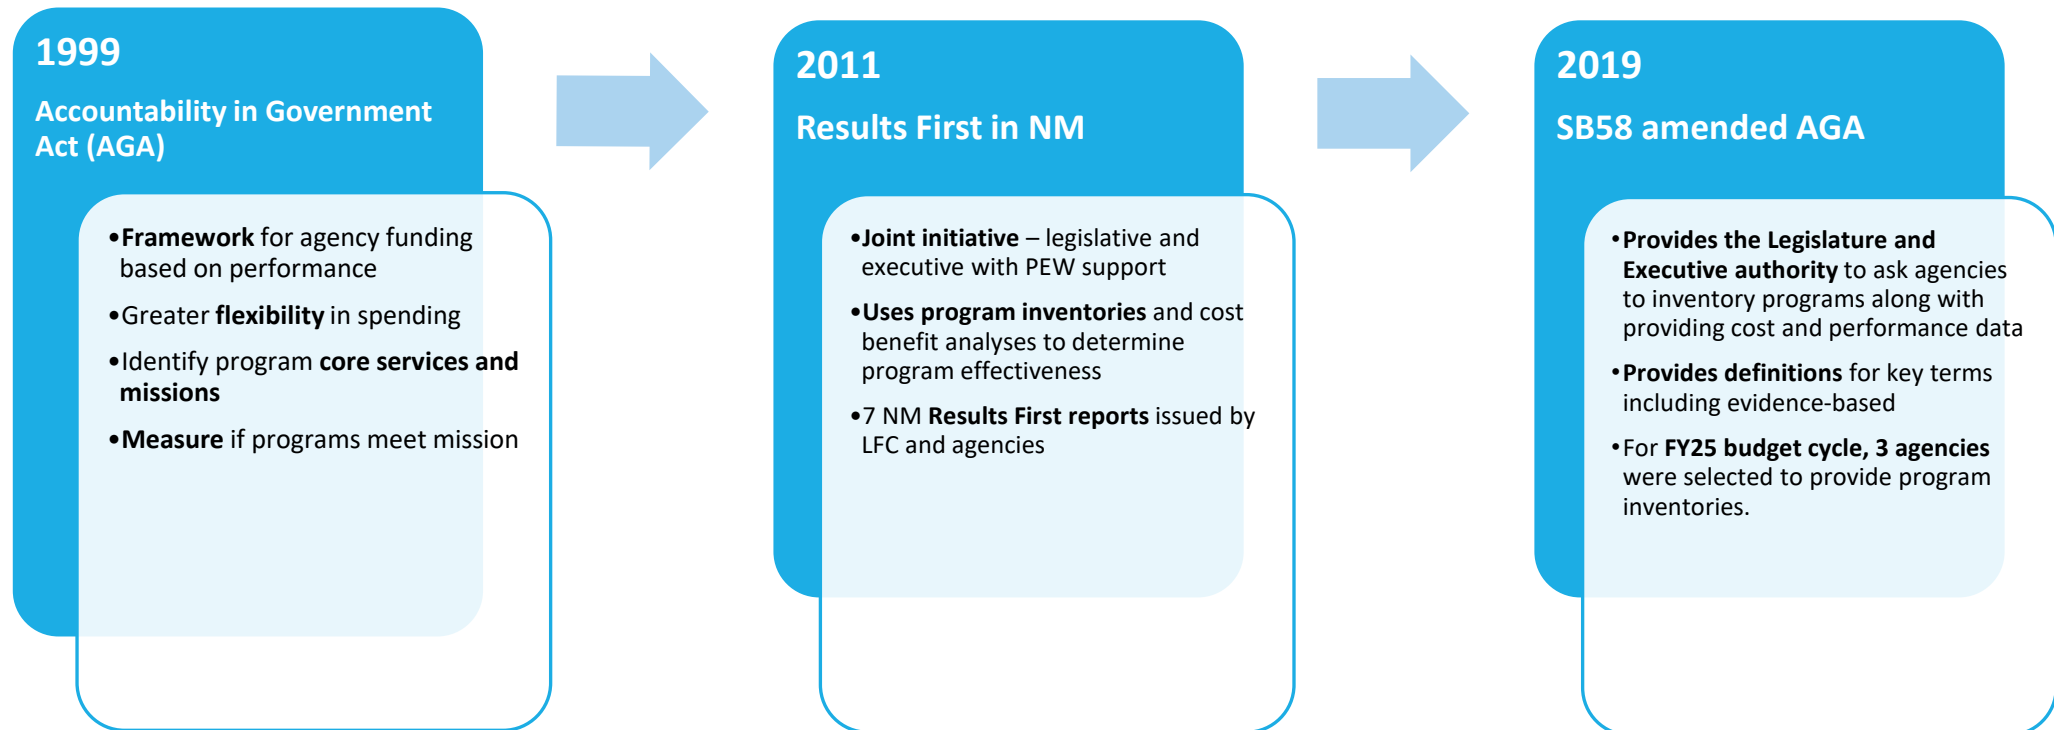 1999
Accountability in Government
Act (AGA)
•Framework for agency funding
based on performance
•Greater flexibility in spending
•Identify program core services and
missions
•Measure if programs meet mission
2011
Results First in NM
•Joint initiative – legislative and
executive with PEW support
•Uses program inventories and cost
benefit analyses to determine
program effectiveness
•7 NM Results First reports issued by
LFC and agencies
2019
SB58 amended AGA
•Provides the Legislature and
Executive authority to ask agencies
to inventory programs along with
providing cost and performance data
•Provides definitions for key terms
including evidence-based
•For FY25 budget cycle, 3 agencies
were selected to provide program
inventories.